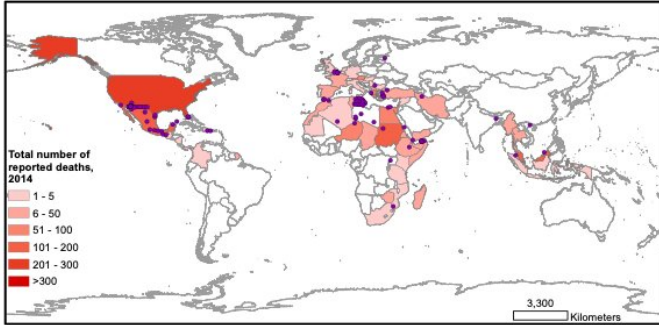 Total number of
reported deaths,
2014
1 - 5
6 - 50
51 - 100
101 - 200
201 - 300
>300
3,300
Kilometers